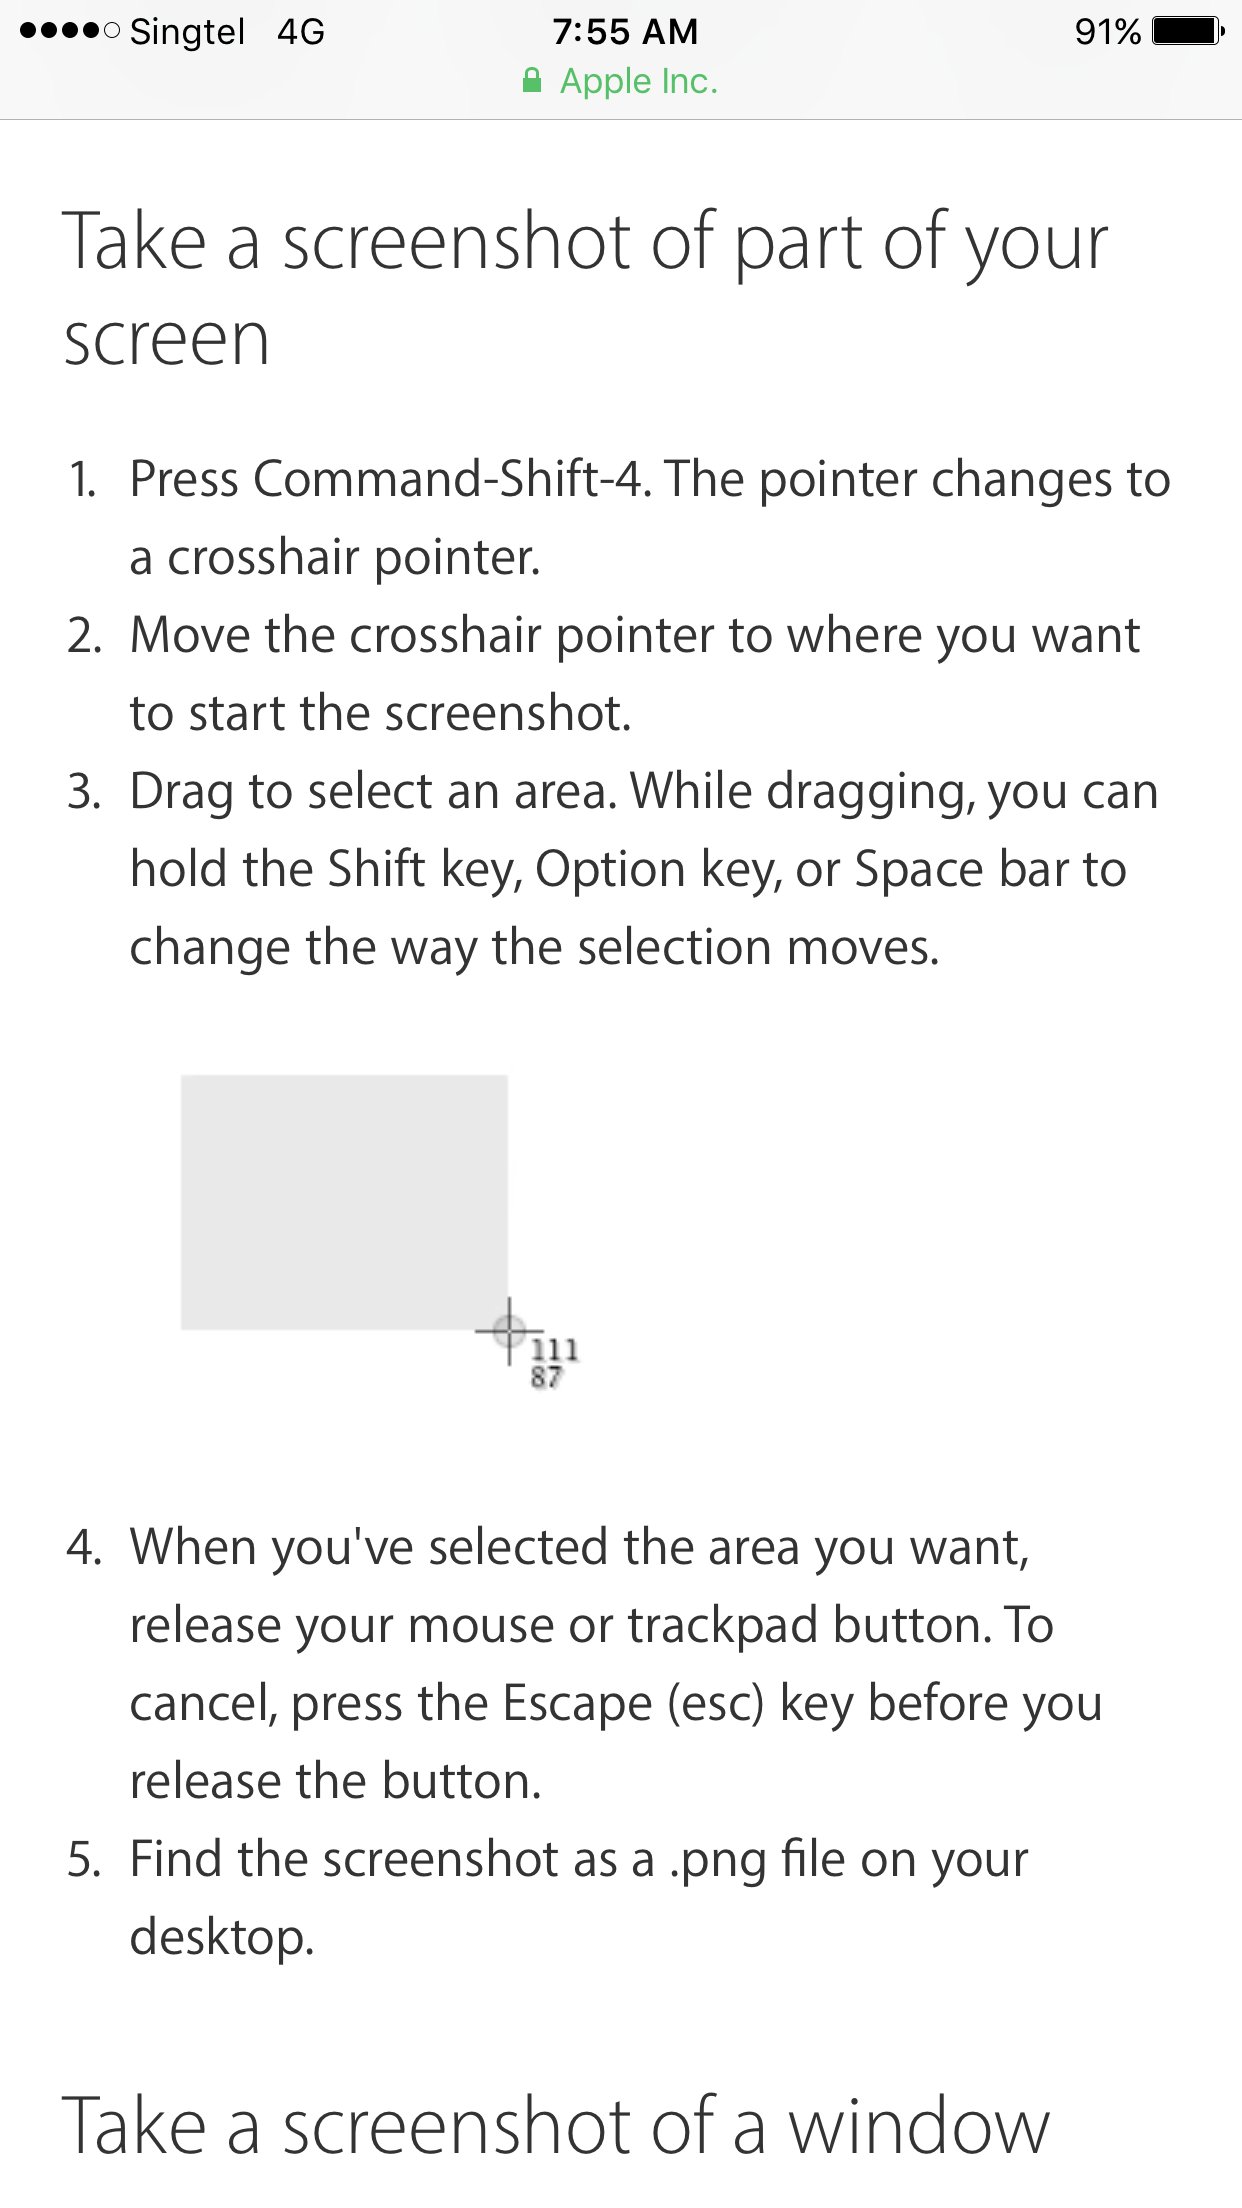 Singtel 4G 7:55 AM 91%
Apple Inc.
Take a screenshot of part of your
screen
1. Press Command-Shift-4. The pointer changes to
a crosshair pointer.
2. Move the crosshair pointer to where you want
to start the screenshot.
3. Drag to select an area. While dragging, you can
hold the Shift key, Option key, or Space bar to
change the way the selection moves.
111
87
4. When you've selected the area you want,
release your mouse or trackpad button. To
cancel, press the Escape (esc) key before you
release the button.
5. Find the screenshot as a .png file on your
desktop.
Take a screenshot of a window